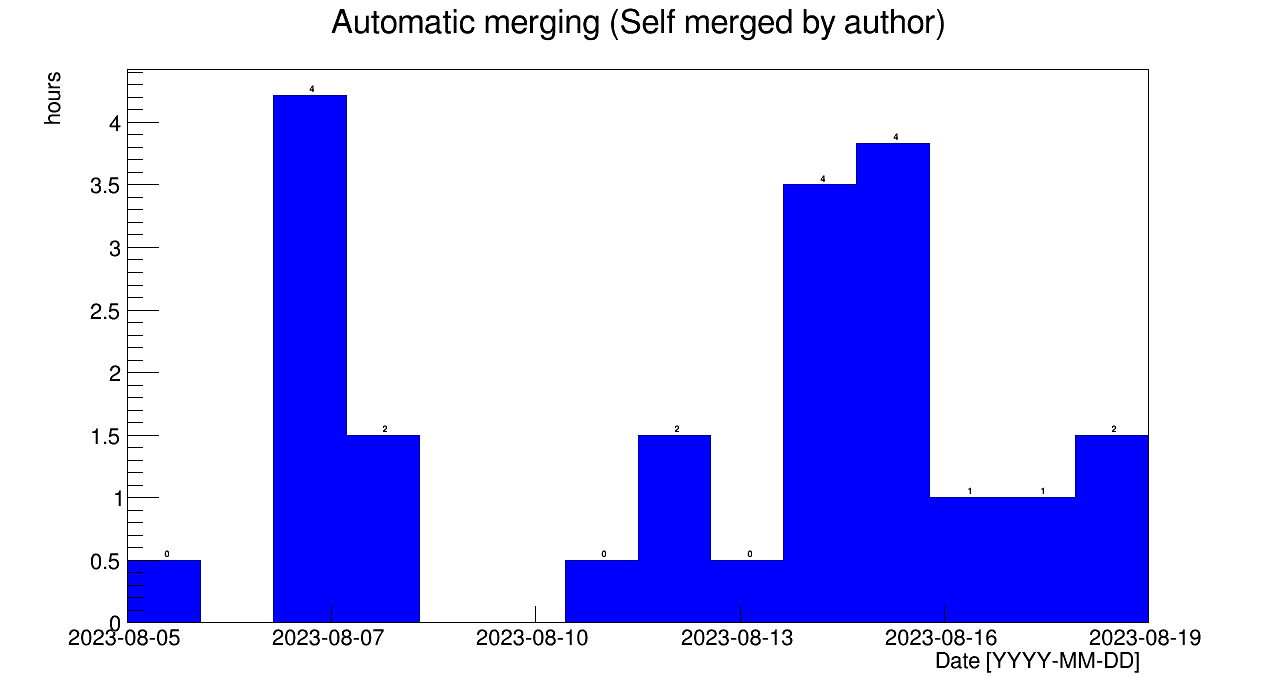 Automatic merging (Self merged by author)
hours
4
3.5
3
2.5
2
1.5
1
0.5
0
0 4 2 0 2 0 4 4 1 1 2
2023-08-05 2023-08-07 2023-08-10 2023-08-13 2023-08-16 2023-08-19
Date [YYYY-MM-DD]